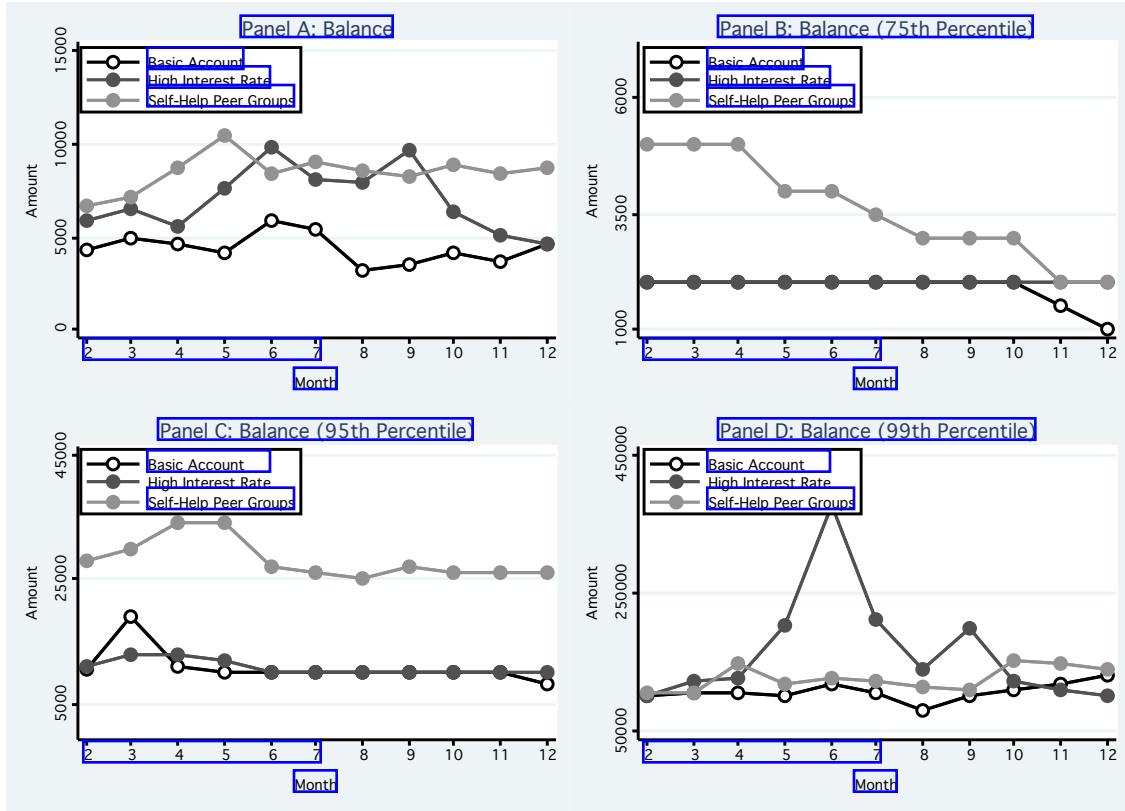 Panel A: Balance
15000
10000
5000
0
Amount
Basic Account
High Interest Rate
Self-Help Peer Groups
2 3 4 5 6 7 8 9 10 11 12
Month
Panel B: Balance (75th Percentile)
6000
3500
1000
Amount
Basic Account
High Interest Rate
Self-Help Peer Groups
2 3 4 5 6 7 8 9 10 11 12
Month
Panel C: Balance (95th Percentile)
45000
25000
5000
Amount
Basic Account
High Interest Rate
Self-Help Peer Groups
2 3 4 5 6 7 8 9 10 11 12
Month
Panel D: Balance (99th Percentile)
450000
250000
50000
Amount
Basic Account
High Interest Rate
Self-Help Peer Groups
2 3 4 5 6 7 8 9 10 11 12
Month